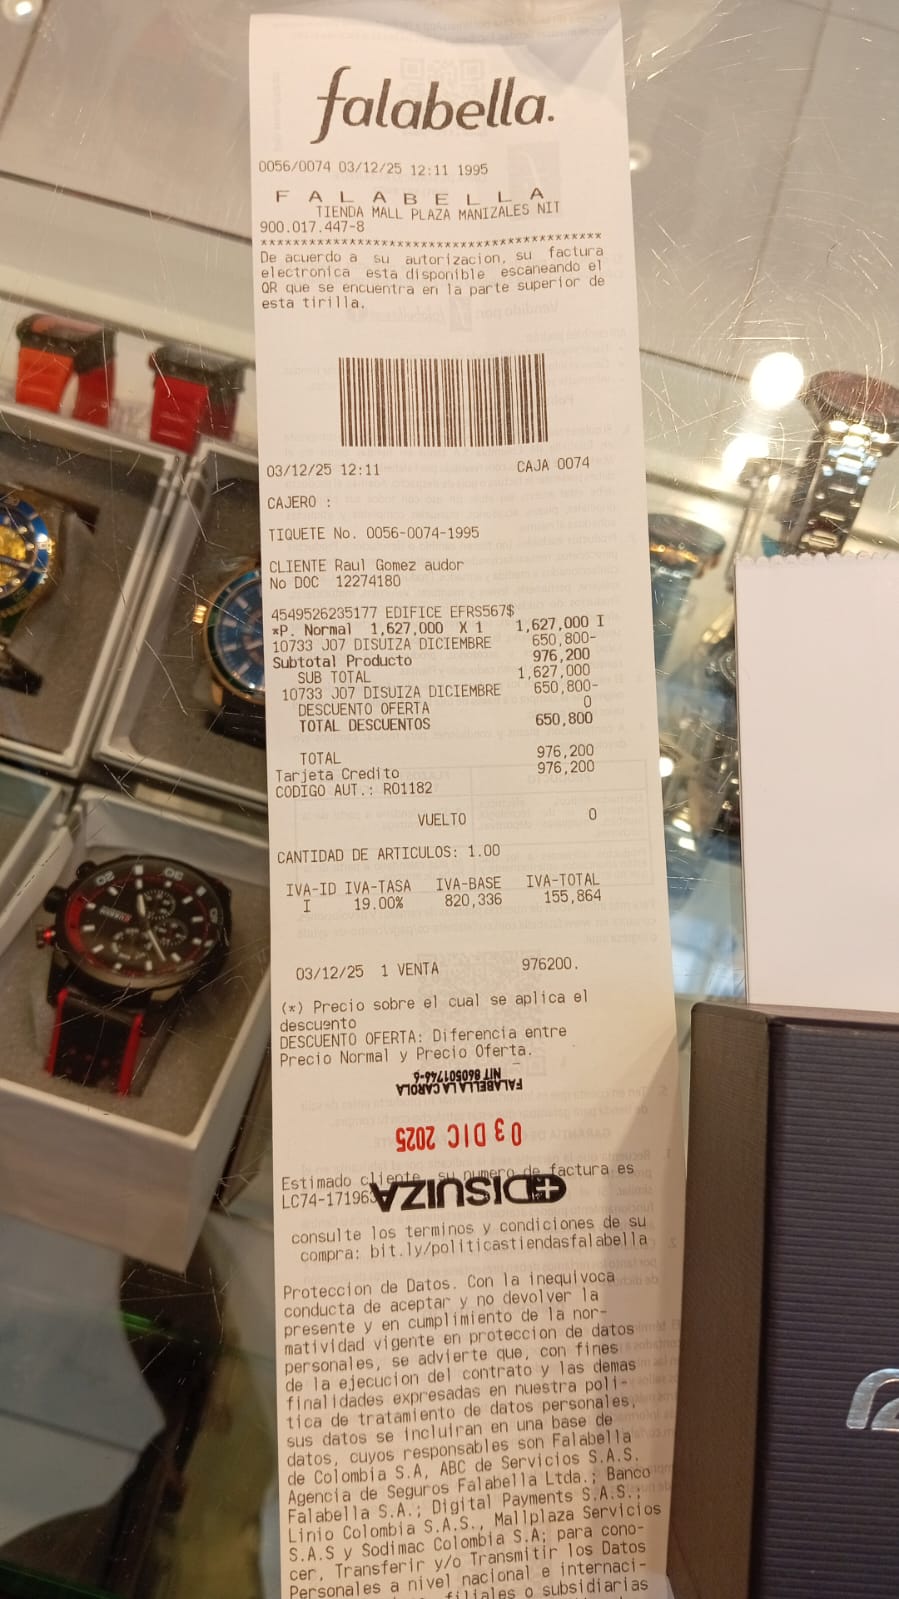 falabella.
0056/0074 03/12/25 12:11 1995
F A L A B E L L A
TIENDA MALL PLAZA MANIZALES NIT
900.017.447-8
******************************************
De acuerdo a su autorizacion, su factura
electronica esta disponible escaneando el
QR que se encuentra en la parte superior de
esta tirilla.
03/12/25 12:11 CAJA 0074
CAJERO :
TIQUETE No. 0056-0074-1995
CLIENTE Raul Gomez audor
No DOC 12274180
4549526235177 EDIFICE EFRS567$
*P. Normal 1,627,000 X 1 1,627,000 I
10733 J07 DISUIZA DICIEMBRE 650,800-
Subtotal Producto 976,200
SUB TOTAL 1,627,000
10733 J07 DISUIZA DICIEMBRE 650,800-
DESCUENTO OFERTA 0
TOTAL DESCUENTOS 650,800
TOTAL 976,200
Tarjeta Credito 976,200
CODIGO AUT.: R01182
VUELTO 0
CANTIDAD DE ARTICULOS: 1.00
IVA-ID IVA-TASA IVA-BASE IVA-TOTAL
I 19.00% 820,336 155,864
03/12/25 1 VENTA 976200.
(*) Precio sobre el cual se aplica el
descuento
DESCUENTO OFERTA: Diferencia entre
Precio Normal y Precio Oferta.
FALABELLA LA CAROLA
NIT 860501746-6
03 DIC 2025
Estimado cliente, su numero de factura es
LC74-171963
DISUIZA
consulte los terminos y condiciones de su
compra: bit.ly/politicastiendasfalabella
Proteccion de Datos. Con la inequivoca
conducta de aceptar y no devolver la
presente y en cumplimiento de la nor-
matividad vigente en proteccion de datos
personales, se advierte que, con fines
de la ejecucion del contrato y las demas
finalidades expresadas en nuestra poli-
tica de tratamiento de datos personales,
sus datos se incluiran en una base de
datos, cuyos responsables son Falabella
de Colombia S.A, ABC de Servicios S.A.S.
Agencia de Seguros Falabella Ltda.; Banco
Falabella S.A.; Digital Payments S.A.S.;
Linio Colombia S.A.S., Mallplaza Servicios
S.A.S y Sodimac Colombia S.A; para cono-
cer, Transferir y/o Transmitir los Datos
Personales a nivel nacional e internaci-
filiales o subsidiarias